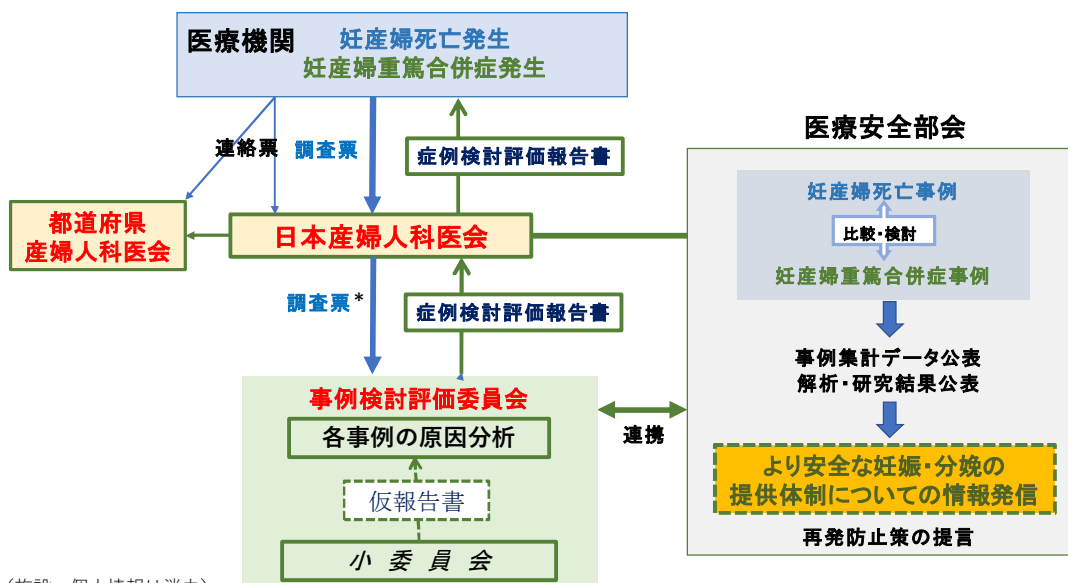 医療機関 妊産婦死亡発生
妊産婦重篤合併症発生
連絡票
調査票
症例検討評価報告書
医療安全部会
妊産婦死亡事例
比較・検討
妊産婦重篤合併症事例
都道府県
産婦人科医会
日本産婦人科医会
調査票*
症例検討評価報告書
事例集計データ公表
解析・研究結果公表
事例検討評価委員会
各事例の原因分析
連携
仮報告書
小委員会
より安全な妊娠・分娩の
提供体制についての情報発信
再発防止策の提言